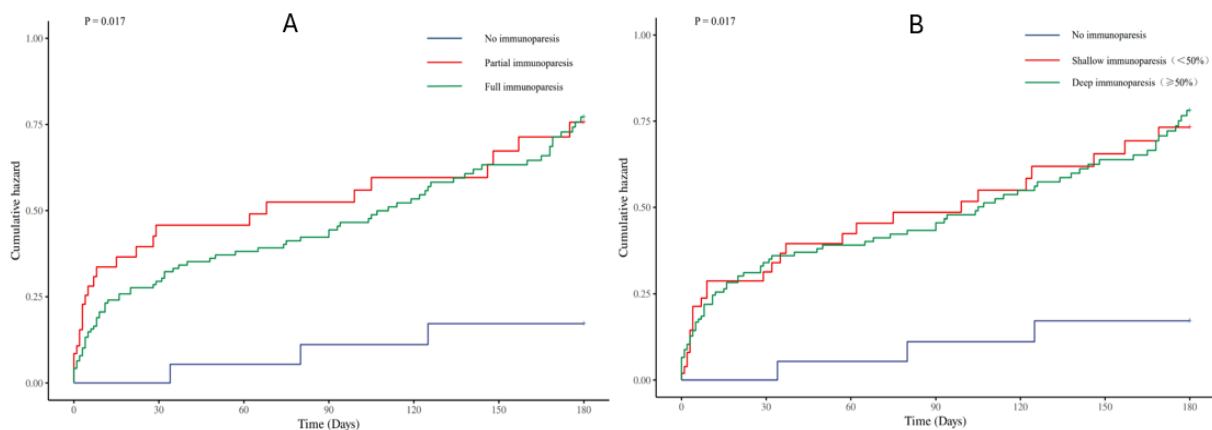 P = 0.017
A
No immunoparesis
Partial immunoparesis
Full immunoparesis
1.00
0.75
0.50
0.25
0.00
Cumulative hazard
0 30 60 90 120 150 180
Time (Days)
P = 0.017
B
No immunoparesis
Shallow immunoparesis（＜50%）
Deep immunoparesis（≥50%）
1.00
0.75
0.50
0.25
0.00
Cumulative hazard
0 30 60 90 120 150 180
Time (Days)